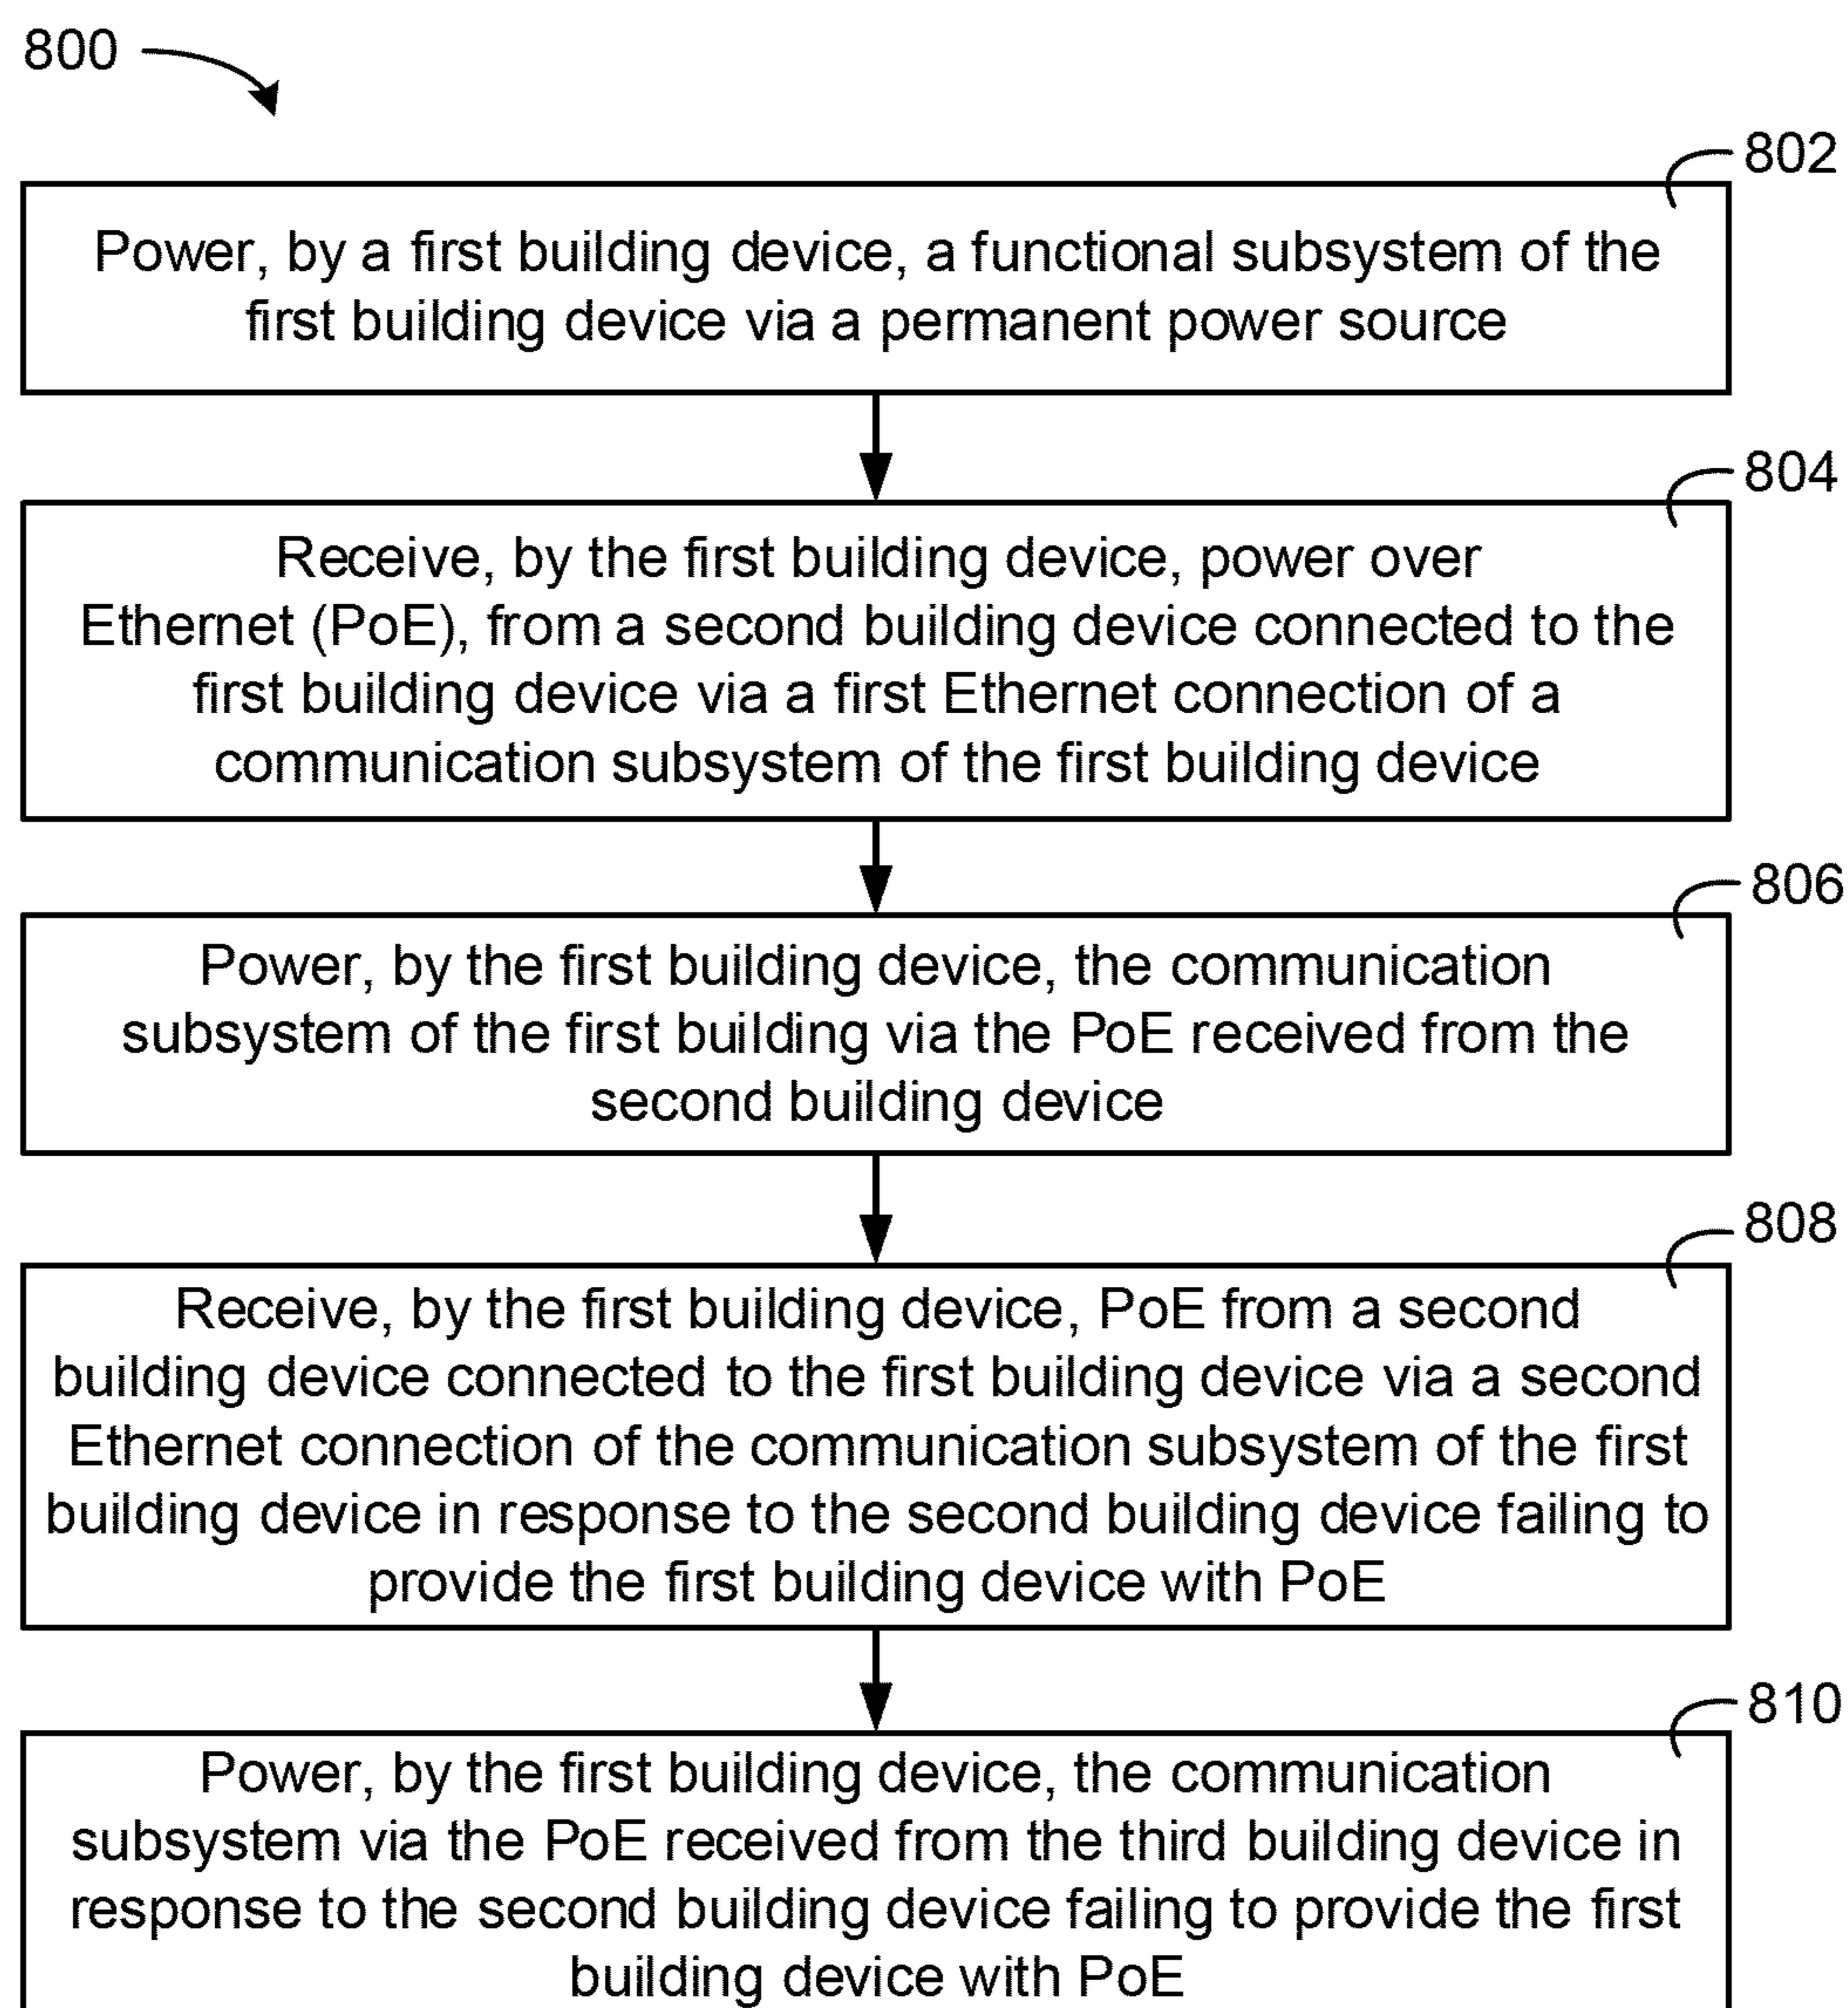 800
802
Power, by a first building device, a functional subsystem of the
first building device via a permanent power source
804
Receive, by the first building device, power over
Ethernet (PoE), from a second building device connected to the
first building device via a first Ethernet connection of a
communication subsystem of the first building device
806
Power, by the first building device, the communication
subsystem of the first building via the PoE received from the
second building device
808
Receive, by the first building device, PoE from a second
building device connected to the first building device via a second
Ethernet connection of the communication subsystem of the first
building device in response to the second building device failing to
provide the first building device with PoE
810
Power, by the first building device, the communication
subsystem via the PoE received from the third building device in
response to the second building device failing to provide the first
building device with PoE